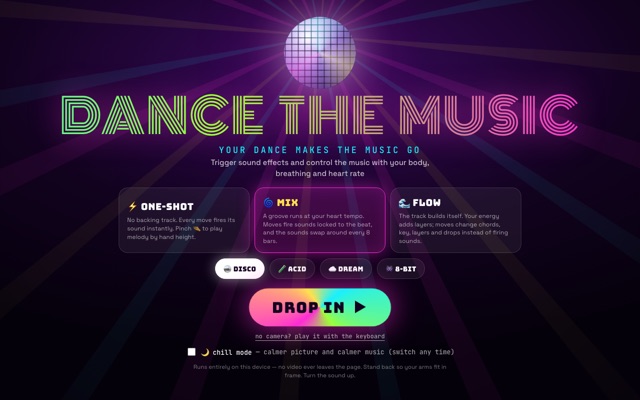 DANCE THE MUSIC
YOUR DANCE MAKES THE MUSIC GO
Trigger sound effects and control the music with your body,
breathing and heart rate
⚡ ONE-SHOT
No backing track. Every move fires its
sound instantly. Pinch 🤏 to play
melody by hand height.
🌀 MIX
A groove runs at your heart tempo.
Moves fire sounds locked to the beat,
and the sounds swap around every 8
bars.
🌊 FLOW
The track builds itself. Your energy
adds layers; moves change chords,
key, layers and drops instead of firing
sounds.
🪩 DISCO
🧪 ACID
☁️ DREAM
👾 8-BIT
DROP IN ▶
no camera? play it with the keyboard
🌙 chill mode — calmer picture and calmer music (switch any time)
Runs entirely on this device — no video ever leaves the page. Stand back so your arms fit in
frame. Turn the sound up.